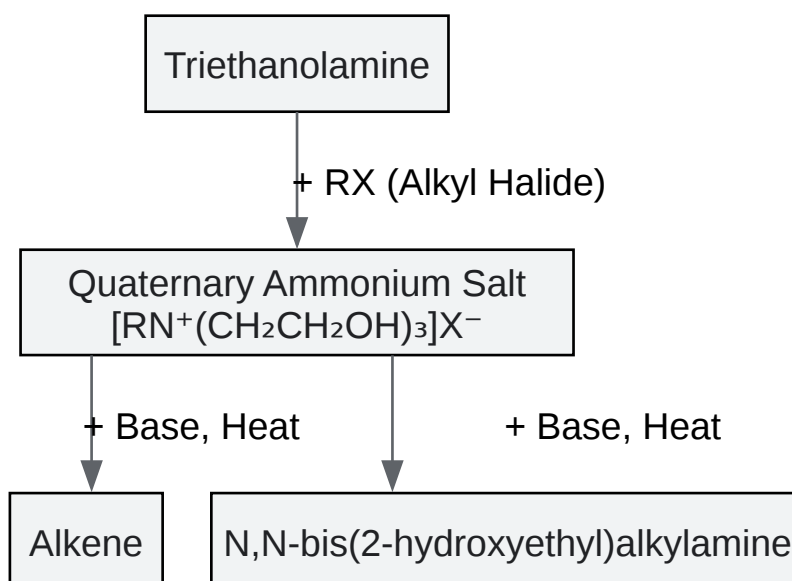 Triethanolamine
+ RX (Alkyl Halide)
Quaternary Ammonium Salt
[RN⁺(CH₂CH₂OH)₃]X⁻
+ Base, Heat
+ Base, Heat
Alkene
N,N-bis(2-hydroxyethyl)alkylamine